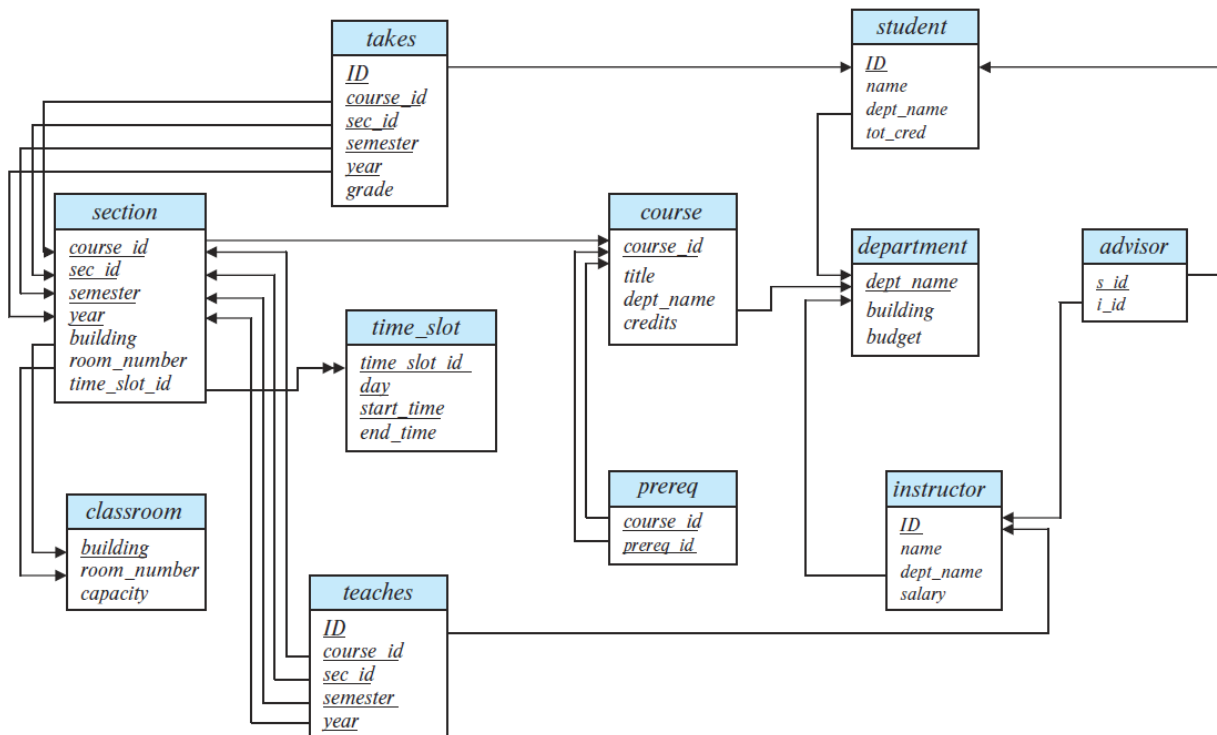 takes
ID
course_id
sec_id
semester
year
grade
student
ID
name
dept_name
tot_cred
section
course_id
sec_id
semester
year
building
room_number
time_slot_id
course
course_id
title
dept_name
credits
department
dept_name
building
budget
advisor
s_id
i_id
time_slot
time_slot_id
day
start_time
end_time
prereq
course_id
prereq_id
instructor
ID
name
dept_name
salary
classroom
building
room_number
capacity
teaches
ID
course_id
sec_id
semester
year